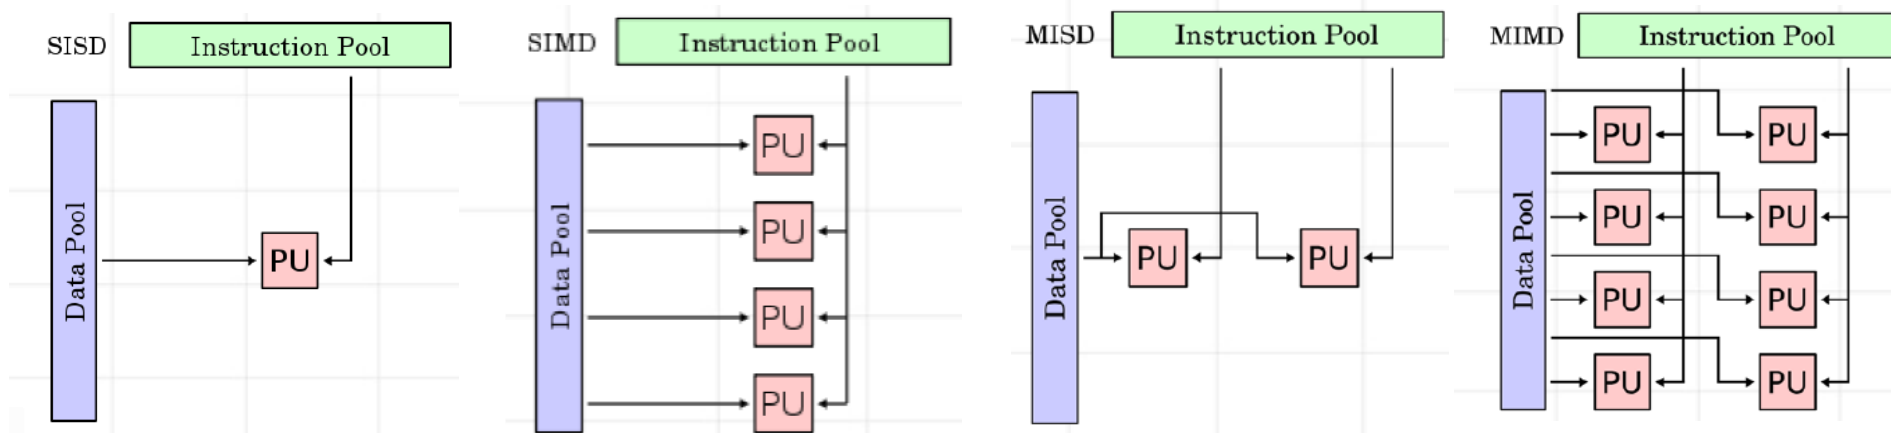 SISD
Instruction Pool
Data Pool
PU
SIMD
Instruction Pool
Data Pool
PU
PU
PU
PU
MISD
Instruction Pool
Data Pool
PU
PU
MIMD
Instruction Pool
Data Pool
PU
PU
PU
PU
PU
PU
PU
PU